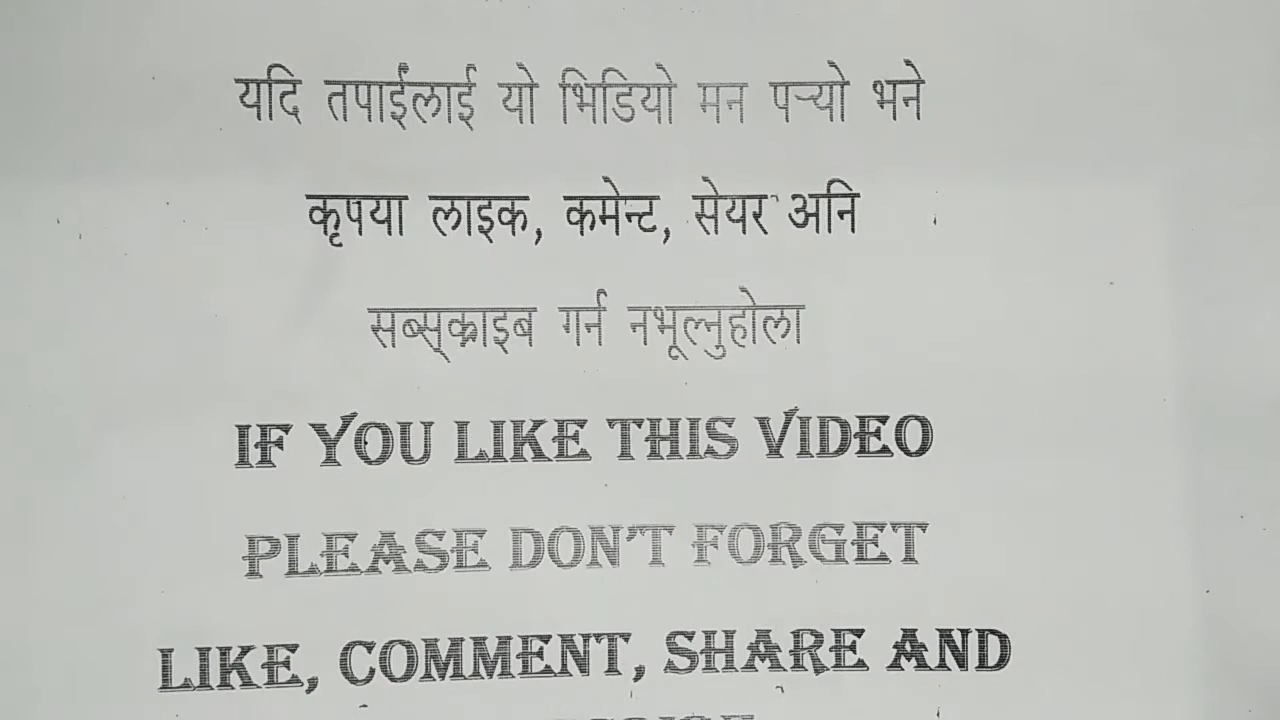 यदि तपाईंलाई यो भिडियो मन पर्‍यो भने
कृपया लाइक, कमेन्ट, सेयर अनि
सब्स्क्राइब गर्न नभूल्नुहोला
IF YOU LIKE THIS VIDEO
PLEASE DON'T FORGET
LIKE, COMMENT, SHARE AND